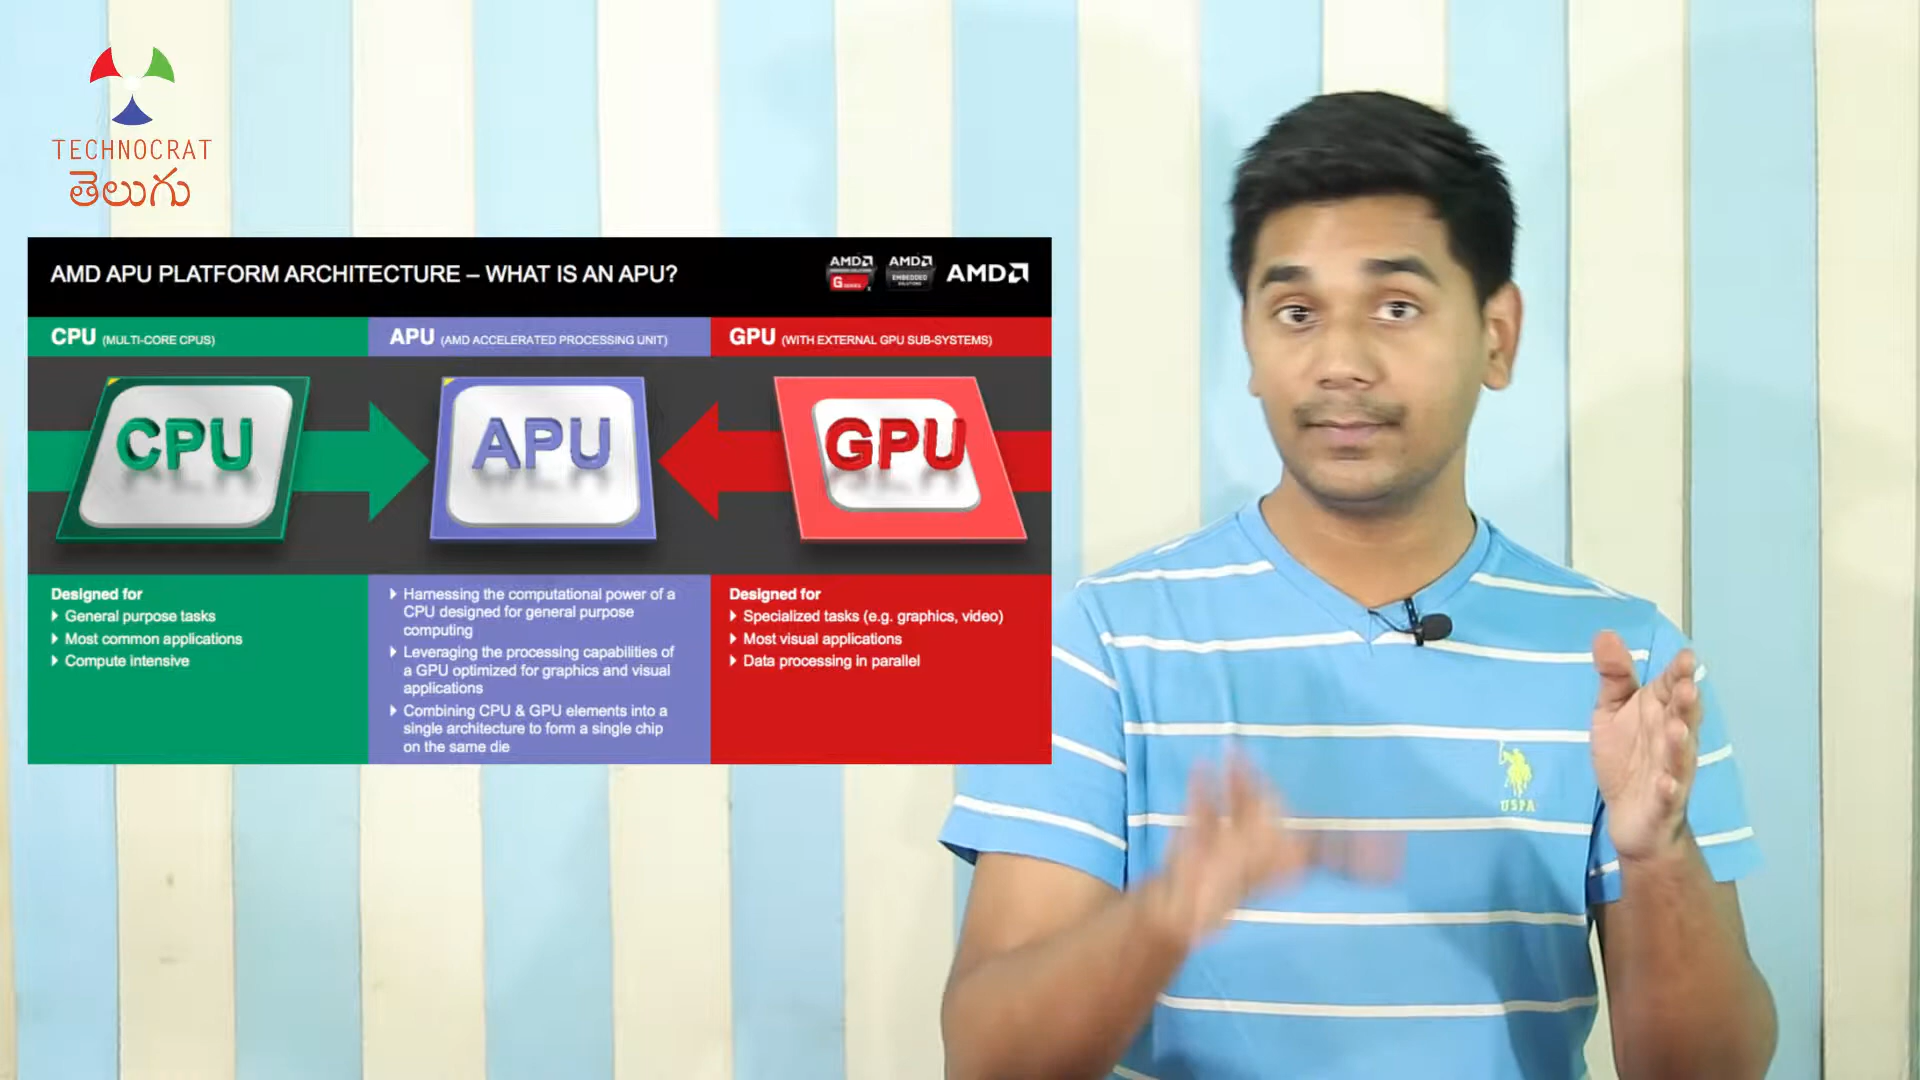 TECHNOCRAT
తెలుగు
AMD APU PLATFORM ARCHITECTURE – WHAT IS AN APU?
AMD
G
AMD
EMBEDDED
SOLUTIONS
AMD
CPU (MULTI-CORE CPUS)
APU (AMD ACCELERATED PROCESSING UNIT)
GPU (WITH EXTERNAL GPU SUB-SYSTEMS)
CPU
APU
GPU
Designed for
General purpose tasks
Most common applications
Compute intensive
Harnessing the computational power of a
CPU designed for general purpose
computing
Leveraging the processing capabilities of
a GPU optimized for graphics and visual
applications
Combining CPU & GPU elements into a
single architecture to form a single chip
on the same die
Designed for
Specialized tasks (e.g. graphics, video)
Most visual applications
Data processing in parallel
USPA